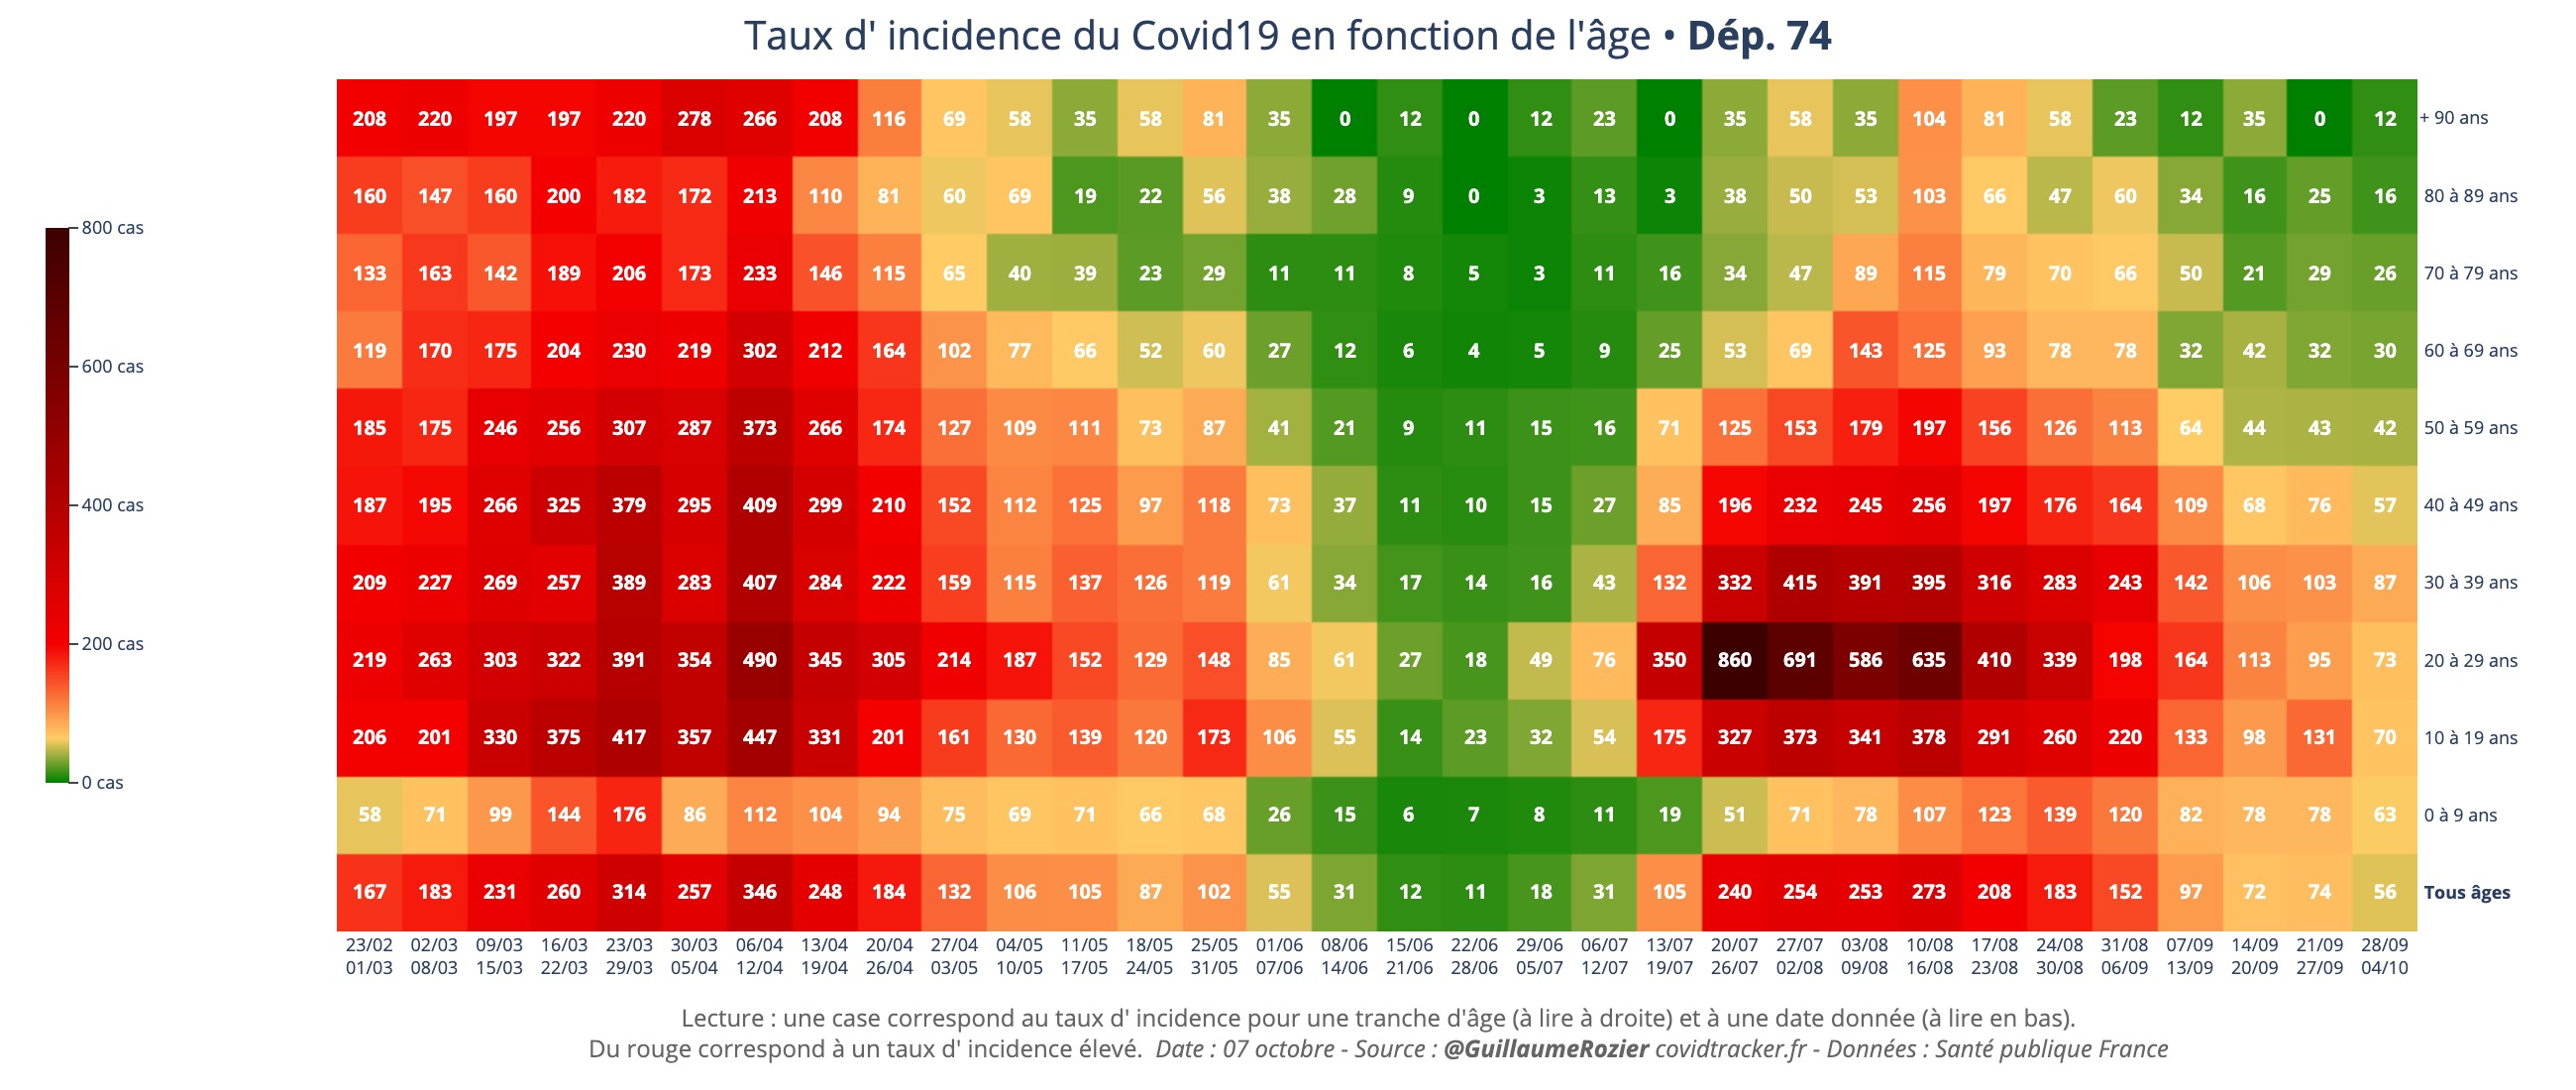 Taux d' incidence du Covid19 en fonction de l'âge • Dép. 74
800 cas
600 cas
400 cas
200 cas
0 cas
208 220 197 197 220 278 266 208 116 69 58 35 58 81 35 0 12 0 12 23 0 35 58 35 104 81 58 23 12 35 0 12 + 90 ans
160 147 160 200 182 172 213 110 81 60 69 19 22 56 38 28 9 0 3 13 3 38 50 53 103 66 47 60 34 16 25 16 80 à 89 ans
133 163 142 189 206 173 233 146 115 65 40 39 23 29 11 11 8 5 3 11 16 34 47 89 115 79 70 66 50 21 29 26 70 à 79 ans
119 170 175 204 230 219 302 212 164 102 77 66 52 60 27 12 6 4 5 9 25 53 69 143 125 93 78 78 32 42 32 30 60 à 69 ans
185 175 246 256 307 287 373 266 174 127 109 111 73 87 41 21 9 11 15 16 71 125 153 179 197 156 126 113 64 44 43 42 50 à 59 ans
187 195 266 325 379 295 409 299 210 152 112 125 97 118 73 37 11 10 15 27 85 196 232 245 256 197 176 164 109 68 76 57 40 à 49 ans
209 227 269 257 389 283 407 284 222 159 115 137 126 119 61 34 17 14 16 43 132 332 415 391 395 316 283 243 142 106 103 87 30 à 39 ans
219 263 303 322 391 354 490 345 305 214 187 152 129 148 85 61 27 18 49 76 350 860 691 586 635 410 339 198 164 113 95 73 20 à 29 ans
206 201 330 375 417 357 447 331 201 161 130 139 120 173 106 55 14 23 32 54 175 327 373 341 378 291 260 220 133 98 131 70 10 à 19 ans
58 71 99 144 176 86 112 104 94 75 69 71 66 68 26 15 6 7 8 11 19 51 71 78 107 123 139 120 82 78 78 63 0 à 9 ans
167 183 231 260 314 257 346 248 184 132 106 105 87 102 55 31 12 11 18 31 105 240 254 253 273 208 183 152 97 72 74 56 Tous âges
23/02 02/03 09/03 16/03 23/03 30/03 06/04 13/04 20/04 27/04 04/05 11/05 18/05 25/05 01/06 08/06 15/06 22/06 29/06 06/07 13/07 20/07 27/07 03/08 10/08 17/08 24/08 31/08 07/09 14/09 21/09 28/09
01/03 08/03 15/03 22/03 29/03 05/04 12/04 19/04 26/04 03/05 10/05 17/05 24/05 31/05 07/06 14/06 21/06 28/06 05/07 12/07 19/07 26/07 02/08 09/08 16/08 23/08 30/08 06/09 13/09 20/09 27/09 04/10
Lecture : une case correspond au taux d' incidence pour une tranche d'âge (à lire à droite) et à une date donnée (à lire en bas).
Du rouge correspond à un taux d' incidence élevé. Date : 07 octobre - Source : @GuillaumeRozier covidtracker.fr - Données : Santé publique France